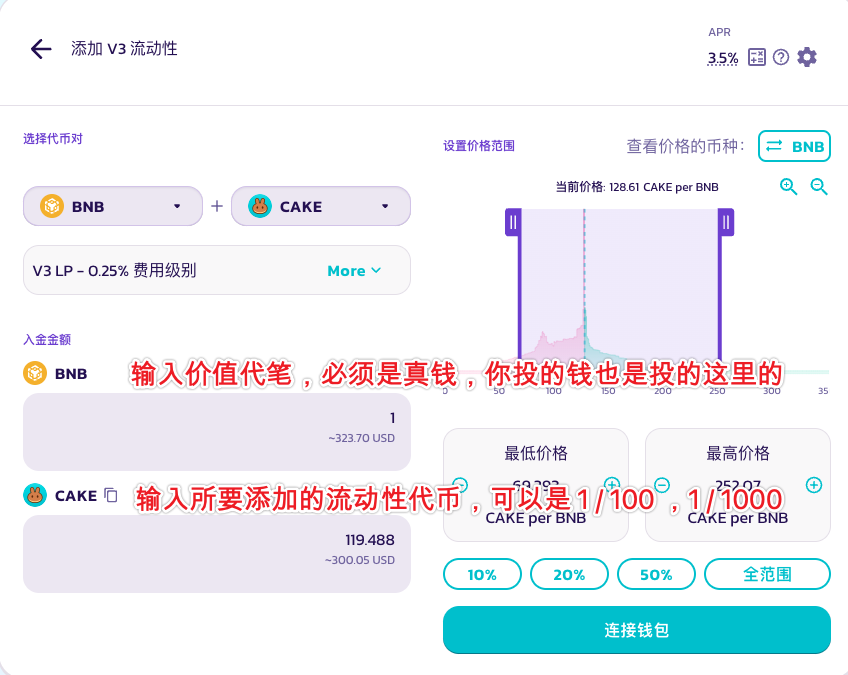 添加 V3 流动性
APR
3.5%
选择代币对
BNB
+
CAKE
V3 LP - 0.25% 费用级别
More
入金金额
BNB
输入价值代笔，必须是真钱，你投的钱也是投的这里的
1
~323.70 USD
CAKE
输入所要添加的流动性代币，可以是1/100，1/1000
119.488
~300.05 USD
设置价格范围
查看价格的币种：
BNB
当前价格: 128.61 CAKE per BNB
0 50 100 150 200 250 300 35
最低价格
CAKE per BNB
最高价格
252.07
CAKE per BNB
10%
20%
50%
全范围
连接钱包